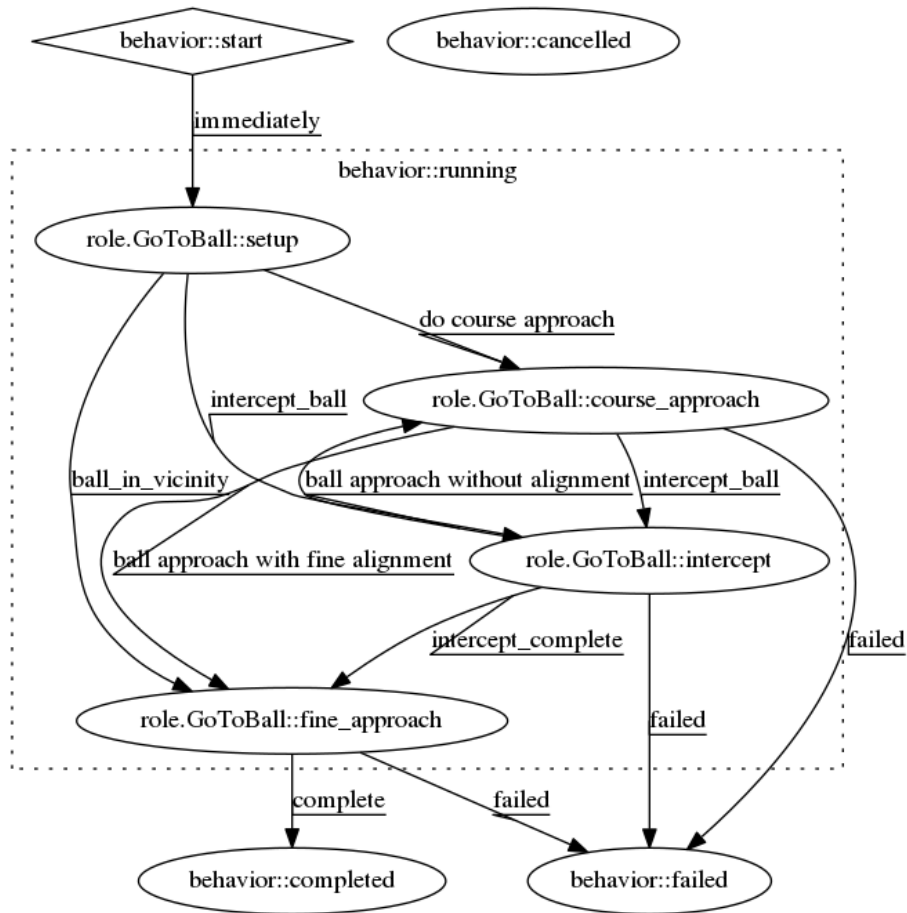 behavior::start
behavior::cancelled
immediately
behavior::running
role.GoToBall::setup
do course approach
intercept_ball
role.GoToBall::course_approach
ball_in_vicinity
ball approach without alignment
intercept_ball
ball approach with fine alignment
role.GoToBall::intercept
intercept_complete
failed
role.GoToBall::fine_approach
failed
complete
failed
behavior::completed
behavior::failed